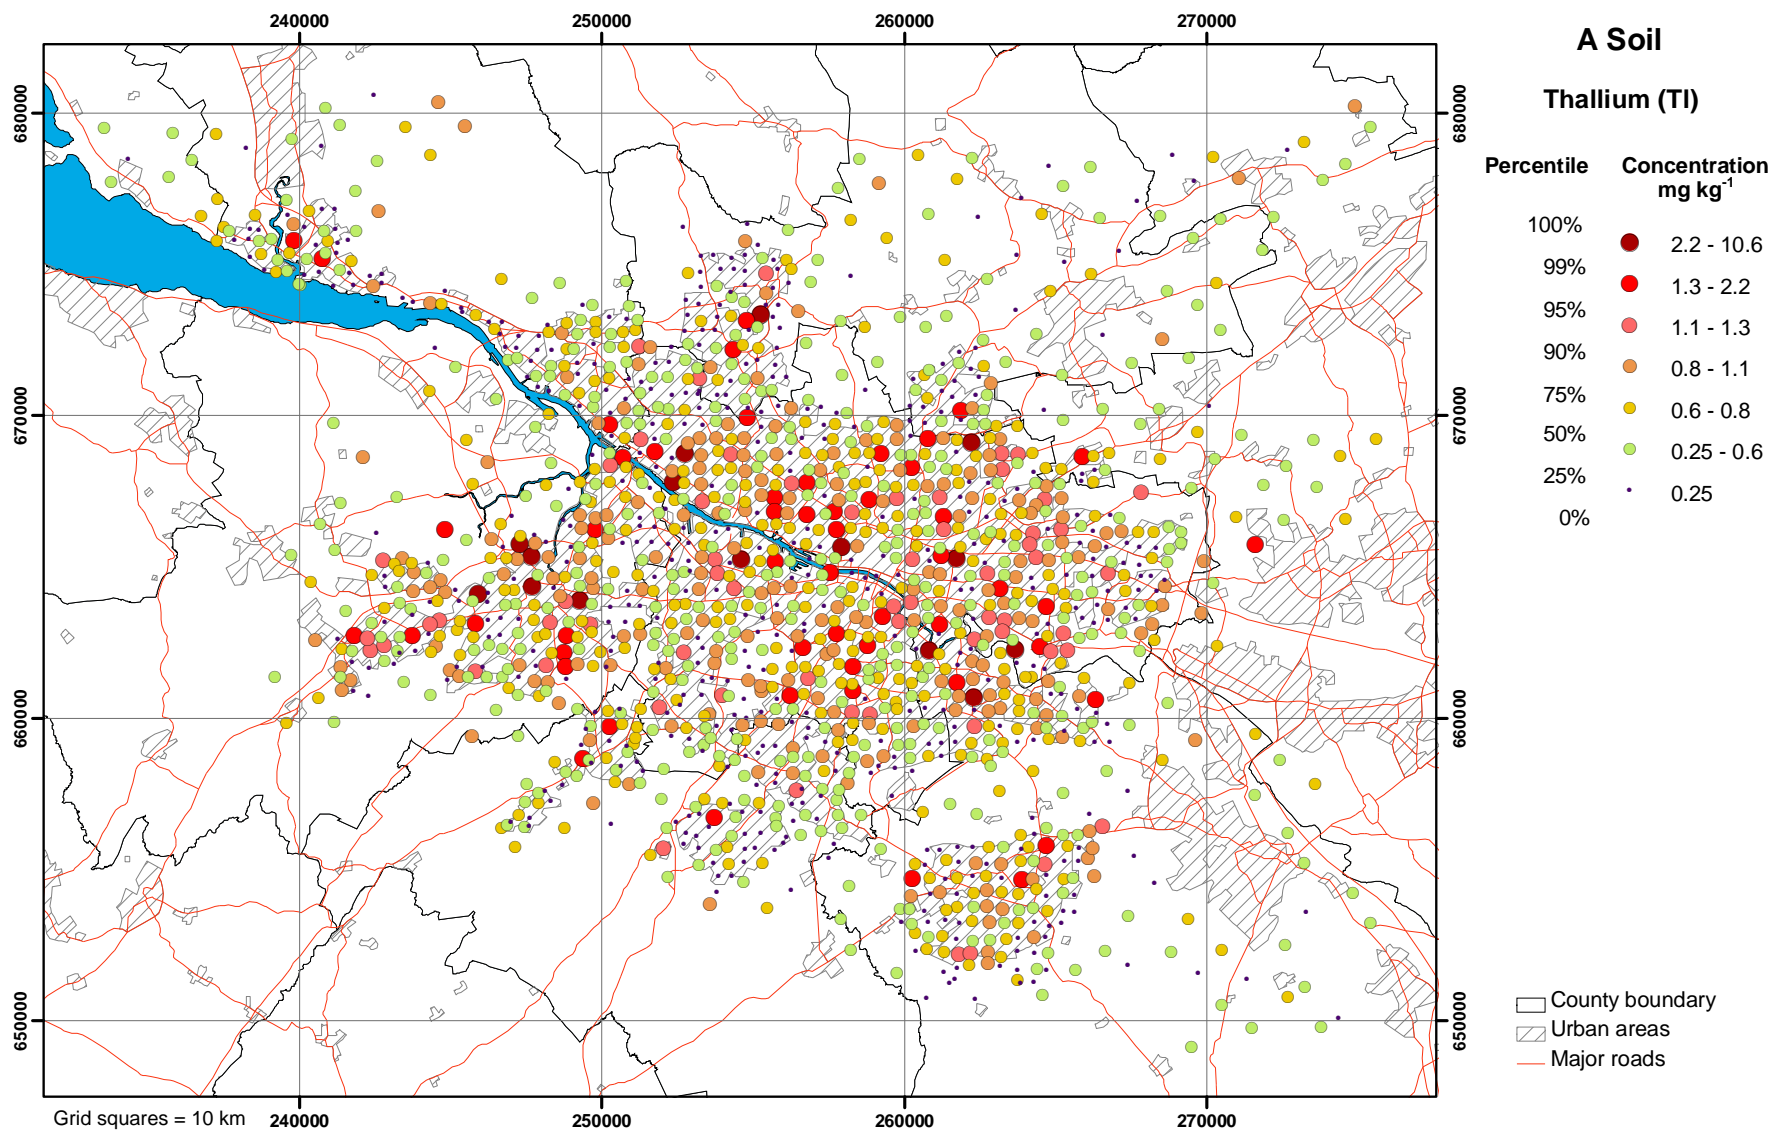 240000 250000 260000 270000
A Soil
Thallium (Tl)
Percentile Concentration
mg kg-1
100%
2.2 - 10.6
99%
1.3 - 2.2
95%
1.1 - 1.3
90%
0.8 - 1.1
75%
0.6 - 0.8
50%
0.25 - 0.6
25%
0.25
0%
680000 680000
670000 670000
660000 660000
650000 650000
County boundary
Urban areas
Major roads
Grid squares = 10 km
240000 250000 260000 270000